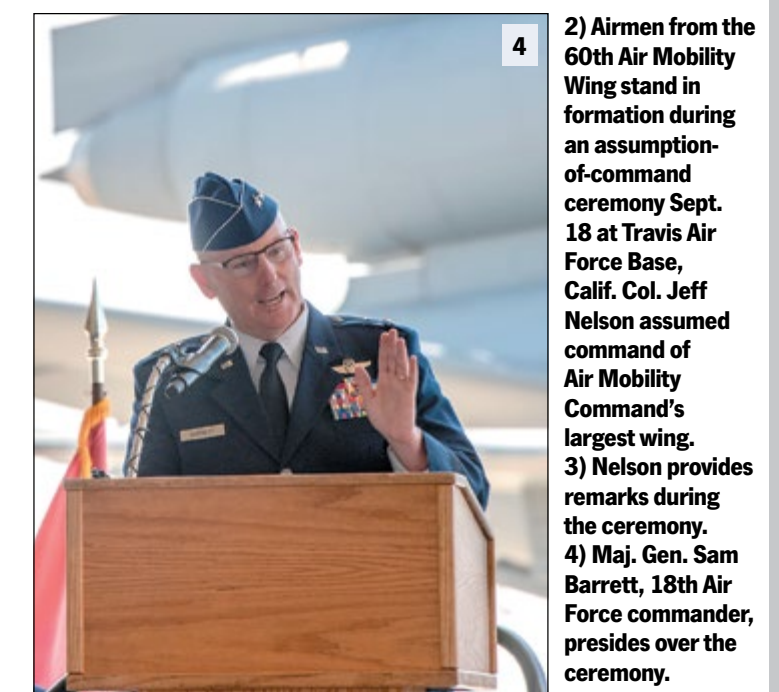 4
2) Airmen from the
60th Air Mobility
Wing stand in
formation during
an assumption-
of-command
ceremony Sept.
18 at Travis Air
Force Base,
Calif. Col. Jeff
Nelson assumed
command of
Air Mobility
Command's
largest wing.
3) Nelson provides
remarks during
the ceremony.
4) Maj. Gen. Sam
Barrett, 18th Air
Force commander,
presides over the
ceremony.